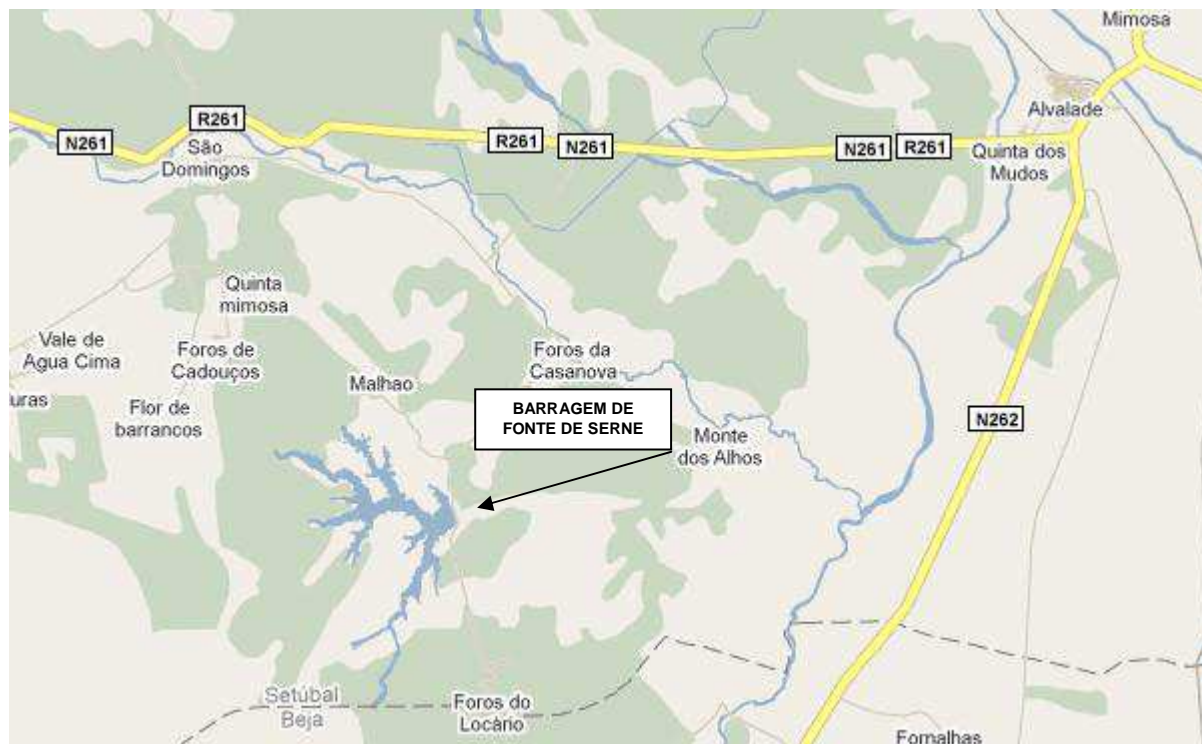 Mimosa
Alvalade
N261
R261
R261
N261
N261
R261
São
Domingos
Quinta dos
Mudos
Quinta
mimosa
Vale de
Agua Cima
Foros de
Cadouços
Foros da
Casanova
Malhao
uras
Flor de
barrancos
BARRAGEM DE
FONTE DE SERNE
Monte
dos Alhos
N262
Setúbal
Beja
Foros do
Locàrio
Fornalhas